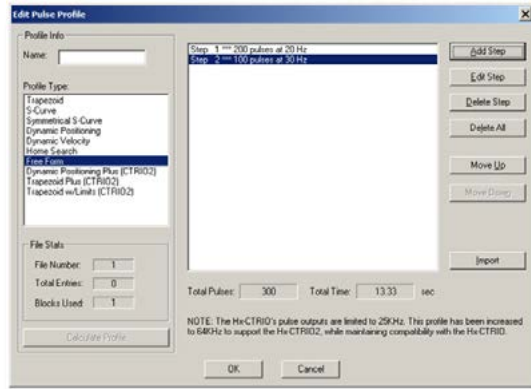 Edit Pulse Profile
Profile Info
Name:
Profile Type:
Trapezoid
S-Curve
Symmetrical S-Curve
Dynamic Positioning
Dynamic Velocity
Home Search
Free Form
Dynamic Positioning Plus (CTRIO2)
Trapezoid Plus (CTRIO2)
Trapezoid w/Limits (CTRIO2)
File Stats
File Number: 1
Total Entries: 0
Blocks Used: 1
Calculate Profile
Step 1 *** 200 pulses at 20 Hz
Step 2 *** 100 pulses at 30 Hz
Add Step
Edit Step
Delete Step
Delete All
Move Up
Move Down
Import
Total Pulses: 300 Total Time: 13.33 sec
NOTE: The Hx-CTRIO's pulse outputs are limited to 25KHz. This profile has been increased
to 64KHz to support the Hx-CTRIO2, while maintaining compatibility with the Hx-CTRIO.
OK Cancel